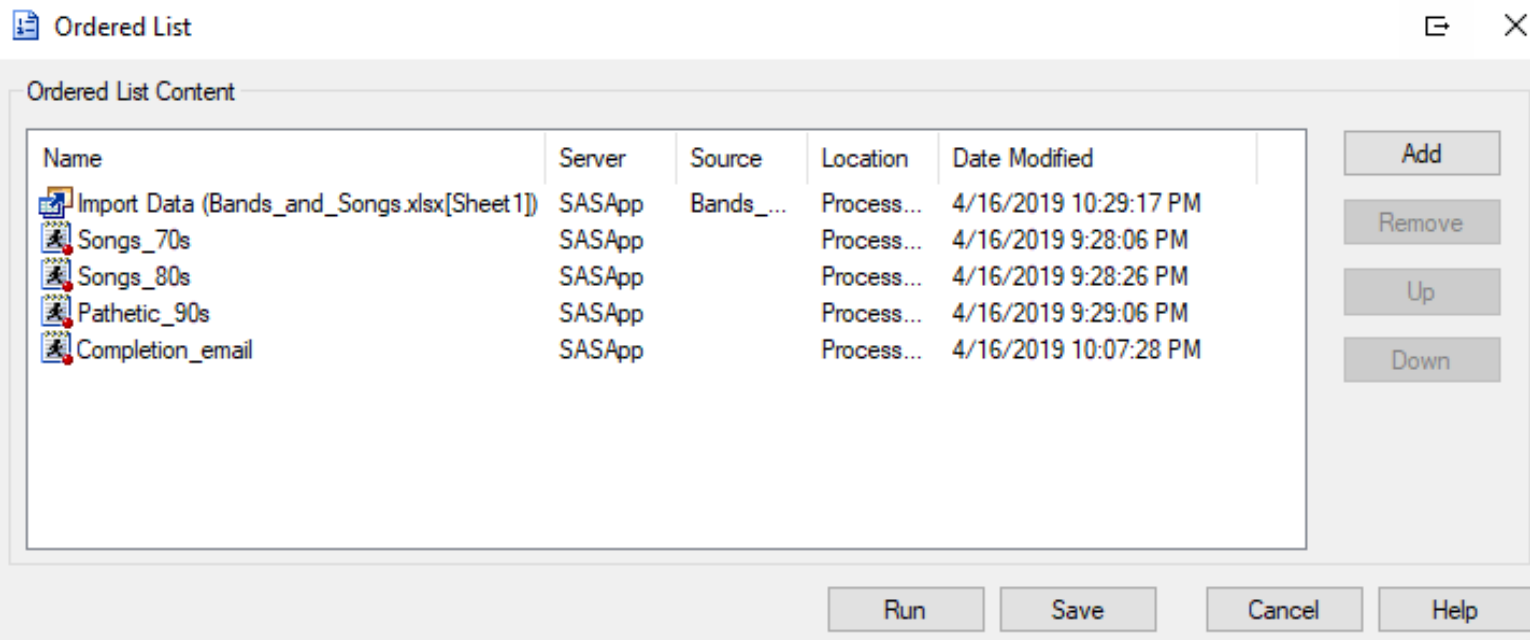 Ordered List
Ordered List Content
Name Server Source Location Date Modified
Import Data (Bands_and_Songs.xlsx[Sheet1]) SASApp Bands_... Process... 4/16/2019 10:29:17 PM
Songs_70s SASApp Process... 4/16/2019 9:28:06 PM
Songs_80s SASApp Process... 4/16/2019 9:28:26 PM
Pathetic_90s SASApp Process... 4/16/2019 9:29:06 PM
Completion_email SASApp Process... 4/16/2019 10:07:28 PM
Add
Remove
Up
Down
Run Save Cancel Help